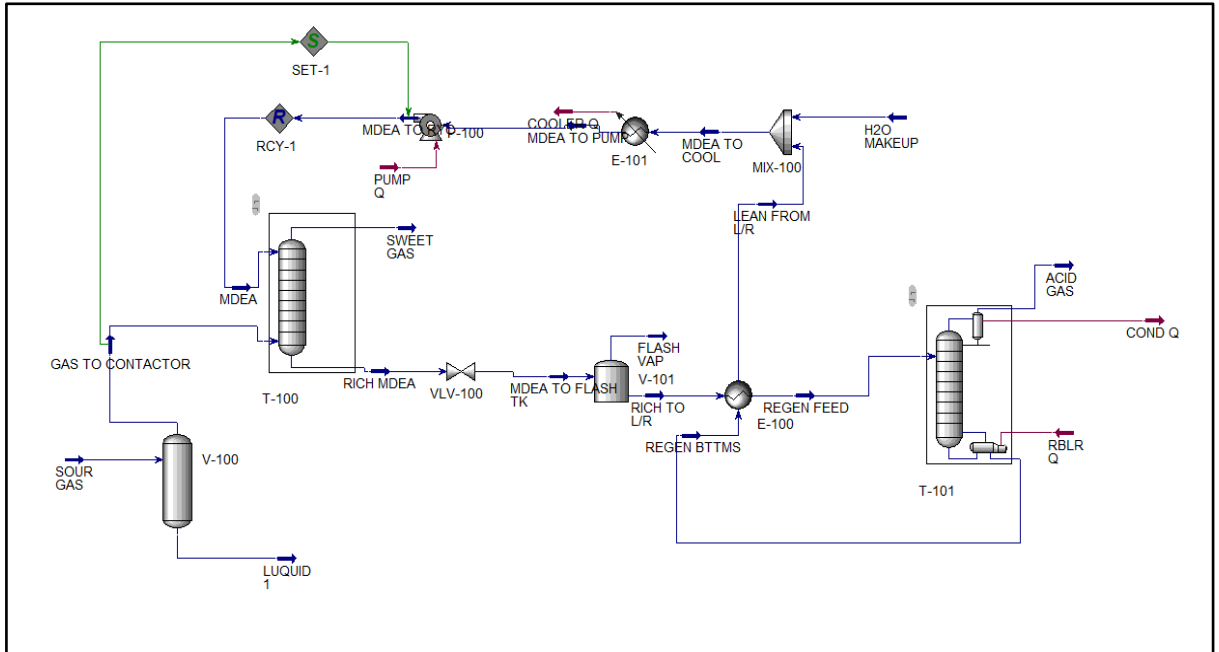 S
SET-1
R
RCY-1
MDEA TO RYC
P-100
PUMP
Q
COOLER Q
MDEA TO PUMP
E-101
MDEA TO
COOL
MIX-100
H2O
MAKEUP
LEAN FROM
L/R
SWEET
GAS
MDEA
GAS TO CONTACTOR
T-100
RICH MDEA
VLV-100
MDEA TO FLASH
TK
FLASH
VAP
V-101
RICH TO
L/R
E-100
REGEN FEED
REGEN BTTMS
ACID
GAS
COND Q
RBLR
Q
T-101
SOUR
GAS
V-100
LUQUID
1